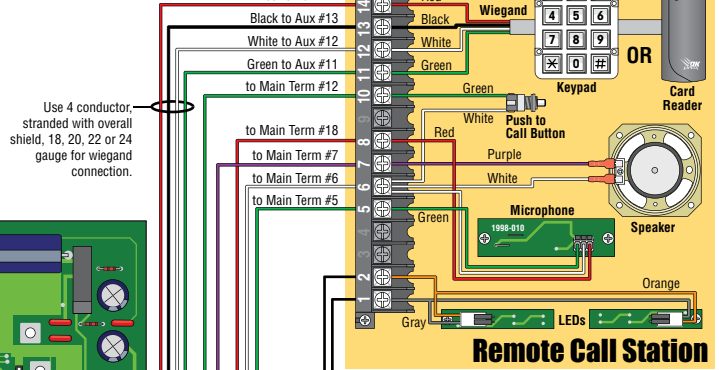 Black to Aux #13
White to Aux #12
Green to Aux #11
to Main Term #12
to Main Term #18
to Main Term #7
to Main Term #6
to Main Term #5
Use 4 conductor,
stranded with overall
shield, 18, 20, 22 or 24
gauge for wiegand
connection.
14
13
12
11
10
9
8
7
6
5
4
3
2
1
Black
White
Green
Wiegand
4 5 6
7 8 9
0 #
Keypad
OR
Card
Reader
Green
White
Push to
Call Button
Red
Purple
White
Speaker
Microphone
1998-010
Green
Orange
Gray
LEDs
Remote Call Station